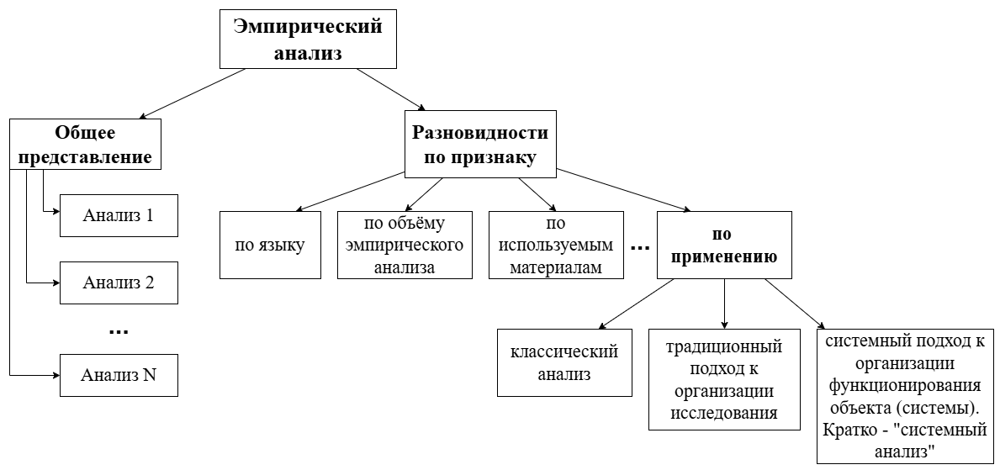 Эмпирический
анализ
Общее
представление
Анализ 1
Анализ 2
...
Анализ N
Разновидности
по признаку
по языку
по объёму
эмпирического
анализа
по
используемым
материалам
...
по
применению
классический
анализ
традиционный
подход к
организации
исследования
системный подход к
организации
функционирования
объекта (системы).
Кратко - "системный
анализ"